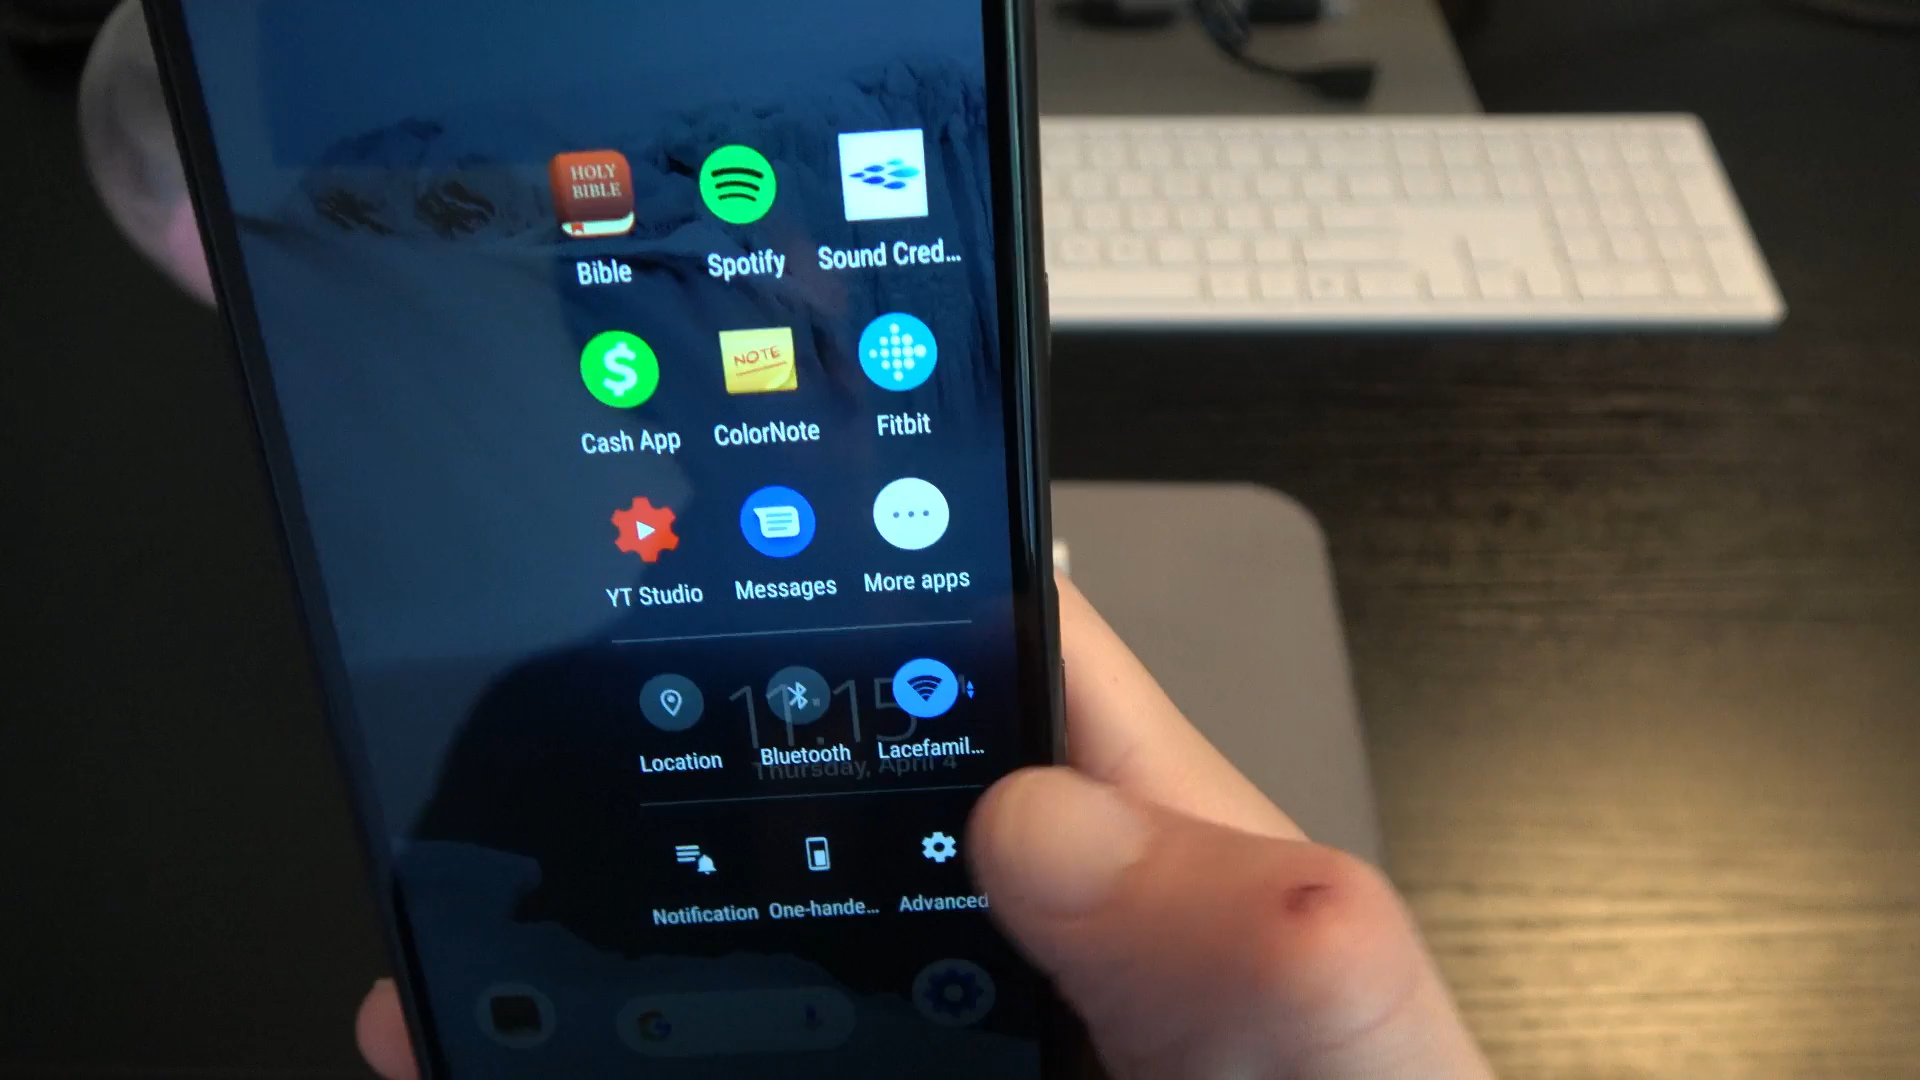 HOLY
BIBLE
Bible
Spotify
Sound Cred...
$
NOTE
Cash App
ColorNote
Fitbit
YT Studio
Messages
More apps
11:15
Location
Bluetooth
Lacefamil...
Thursday, April 4
Notification
One-hande...
Advanced
G